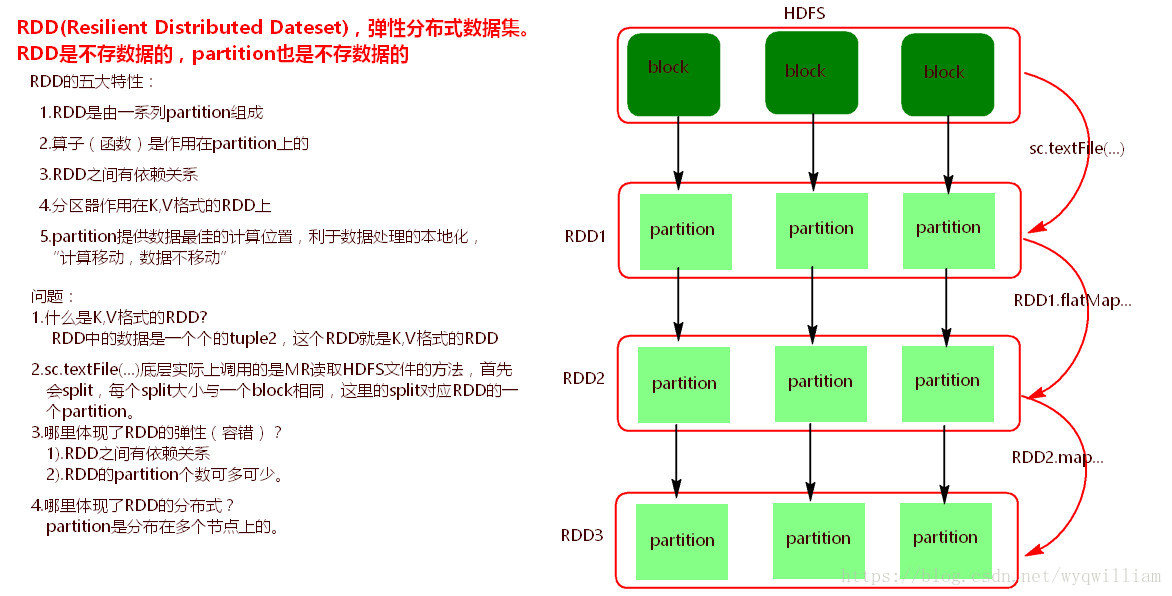 RDD(Resilient Distributed Dateset)，弹性分布式数据集。
RDD是不存数据的，partition也是不存数据的
RDD的五大特性：
1.RDD是由一系列partition组成
2.算子（函数）是作用在partition上的
3.RDD之间有依赖关系
4.分区器作用在K,V格式的RDD上
5.partition提供数据最佳的计算位置，利于数据处理的本地化，
“计算移动，数据不移动”
问题：
1.什么是K,V格式的RDD?
RDD中的数据是一个个的tuple2，这个RDD就是K,V格式的RDD
2.sc.textFile(...)底层实际上调用的是MR读取HDFS文件的方法，首先
会split，每个split大小与一个block相同，这里的split对应RDD的一
个partition。
3.哪里体现了RDD的弹性（容错）？
1).RDD之间有依赖关系
2).RDD的partition个数可多可少。
4.哪里体现了RDD的分布式？
partition是分布在多个节点上的。
HDFS
block
block
block
sc.textFile(...)
RDD1
partition
partition
partition
RDD1.flatMap...
RDD2
partition
partition
partition
RDD2.map...
RDD3
partition
partition
partition
https://blog.csdn.net/wyqwilliam